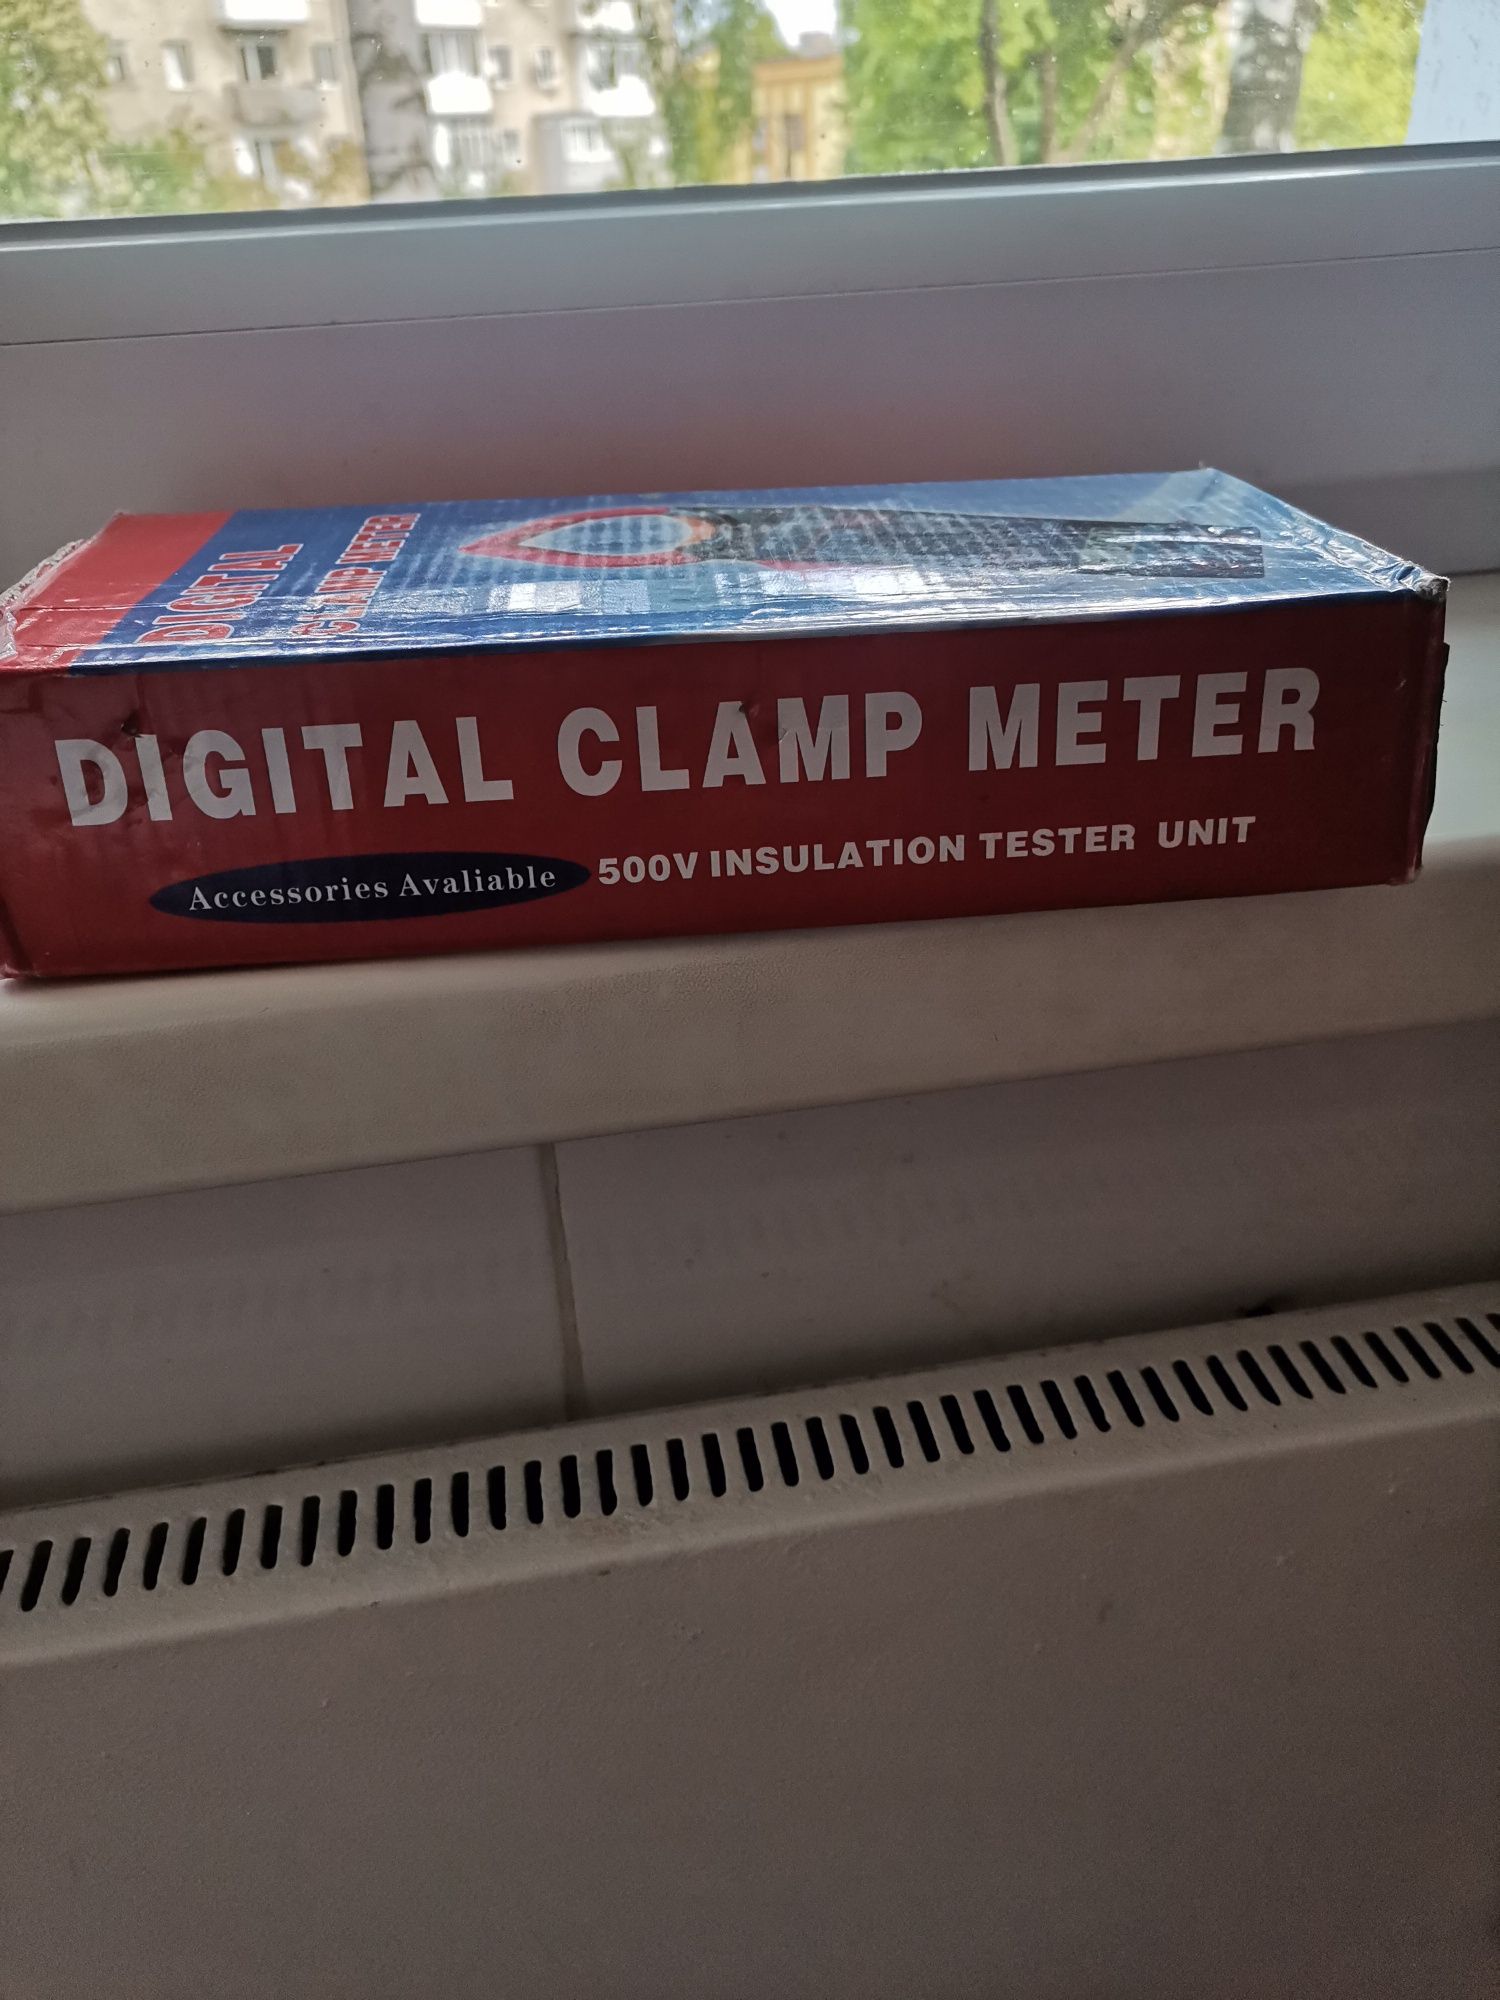 DIGITAL
CLAMP METER
DIGITAL CLAMP METER
Accessories Avaliable 500V INSULATION TESTER UNIT